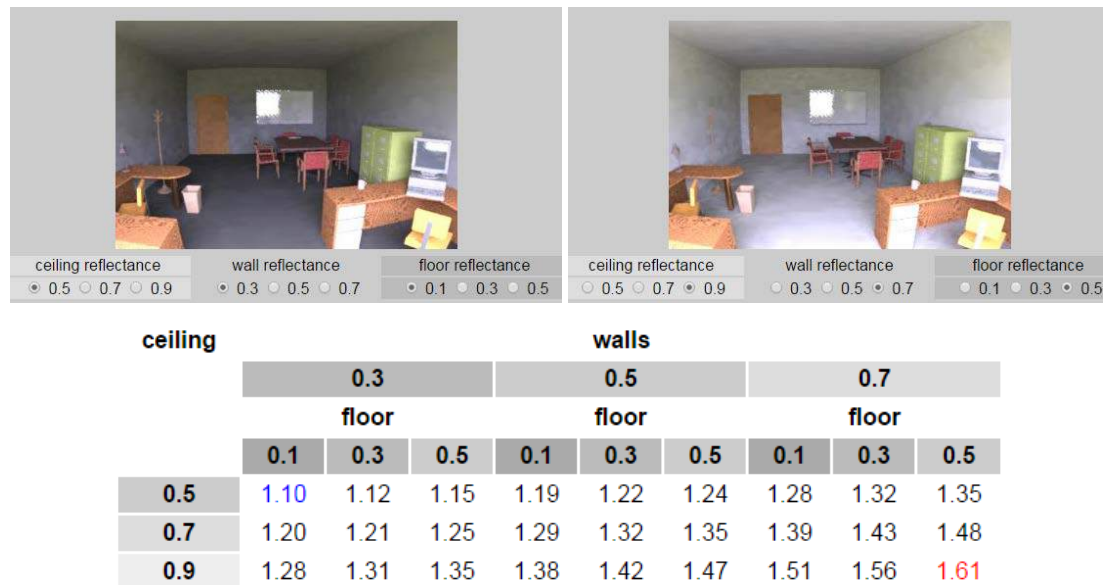 ceiling reflectance wall reflectance floor reflectance
0.5 0.7 0.9 0.3 0.5 0.7 0.1 0.3 0.5
ceiling reflectance wall reflectance floor reflectance
0.5 0.7 0.9 0.3 0.5 0.7 0.1 0.3 0.5
ceiling walls
0.3 0.5 0.7
floor floor floor
0.1 0.3 0.5 0.1 0.3 0.5 0.1 0.3 0.5
0.5 1.10 1.12 1.15 1.19 1.22 1.24 1.28 1.32 1.35
0.7 1.20 1.21 1.25 1.29 1.32 1.35 1.39 1.43 1.48
0.9 1.28 1.31 1.35 1.38 1.42 1.47 1.51 1.56 1.61